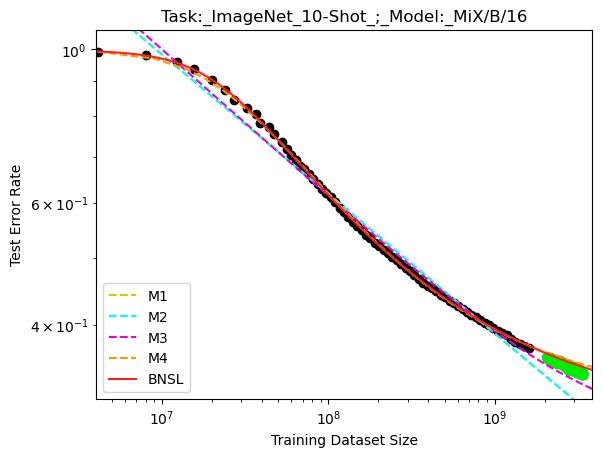 Task:_ImageNet_10-Shot_;_Model:_MiX/B/16
10⁰
6 × 10⁻¹
4 × 10⁻¹
Test Error Rate
M1
M2
M3
M4
BNSL
10⁷ 10⁸ 10⁹
Training Dataset Size